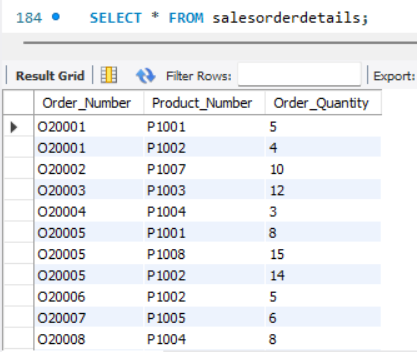 184 SELECT * FROM salesorderdetails;
Result Grid Filter Rows: Export:
Order_Number Product_Number Order_Quantity
O20001 P1001 5
O20001 P1002 4
O20002 P1007 10
O20003 P1003 12
O20004 P1004 3
O20005 P1001 8
O20005 P1008 15
O20005 P1002 14
O20006 P1002 5
O20007 P1005 6
O20008 P1004 8